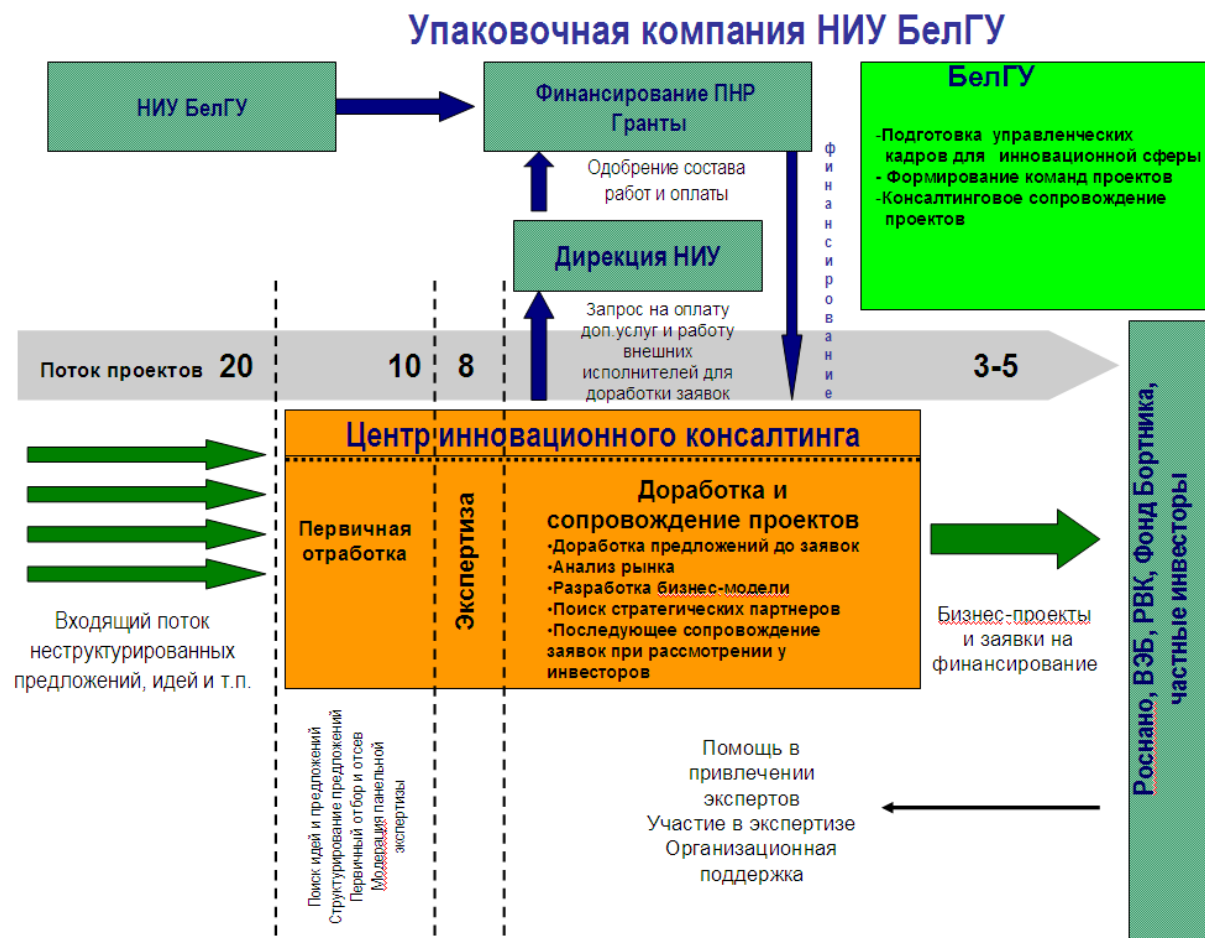 Упаковочная компания НИУ БелГУ
НИУ БелГУ
Финансирование ПНР
Гранты
БелГУ
-Подготовка управленческих
кадров для инновационной сферы
- Формирование команд проектов
-Консалтинговое сопровождение
проектов
Одобрение состава
работ и оплаты
финансирование
Дирекция НИУ
Запрос на оплату
доп.услуг и работу
внешних
исполнителей для
доработки заявок
Поток проектов 20
10
8
3-5
Центр инновационного консалтинга
Первичная
отработка
Экспертиза
Доработка и
сопровождение проектов
•Доработка предложений до заявок
•Анализ рынка
•Разработка бизнес-модели
•Поиск стратегических партнеров
•Последующее сопровождение
заявок при рассмотрении у
инвесторов
Входящий поток
неструктурированных
предложений, идей и т.п.
Бизнес-проекты
и заявки на
финансирование
Роснано, ВЭБ, РВК, Фонд Бортника,
частные инвесторы
Поиск идей и предложений
Структурирование предложений
Первичный отбор и отсев
Модерация панельной
экспертизы
Помощь в
привлечении
экспертов
Участие в экспертизе
Организационная
поддержка